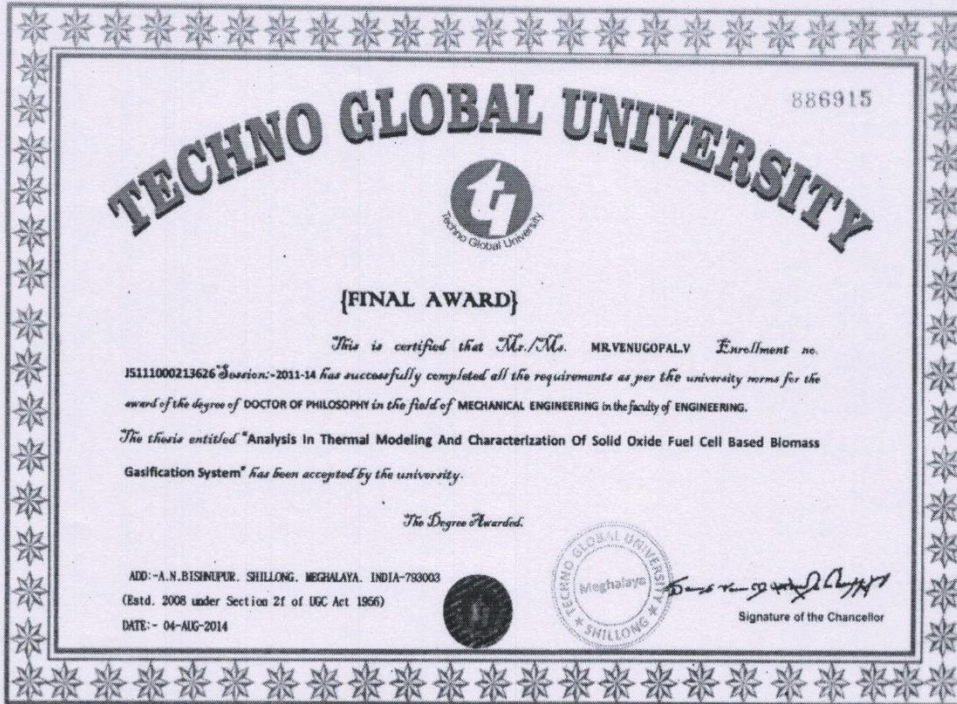 886915
TECHNO GLOBAL UNIVERSITY
tg
Techno Global University
{FINAL AWARD}
This is certified that Mr./Ms. MR.VENUGOPAL.V Enrollment no.
JS111000213626 Session:-2011-14 has successfully completed all the requirements as per the university norms for the
award of the degree of DOCTOR OF PHILOSOPHY in the field of MECHANICAL ENGINEERING in the faculty of ENGINEERING.
The thesis entitled "Analysis In Thermal Modeling And Characterization Of Solid Oxide Fuel Cell Based Biomass
Gasification System" has been accepted by the university.
The Degree Awarded.
ADD:-A.N.BISHNUPUR. SHILLONG. MEGHALAYA. INDIA-793003
(Estd. 2008 under Section 2f of UGC Act 1956)
DATE:- 04-AUG-2014
TECHNO GLOBAL UNIVERSITY
Meghalaya
★ SHILLONG ★
Signature of the Chancellor